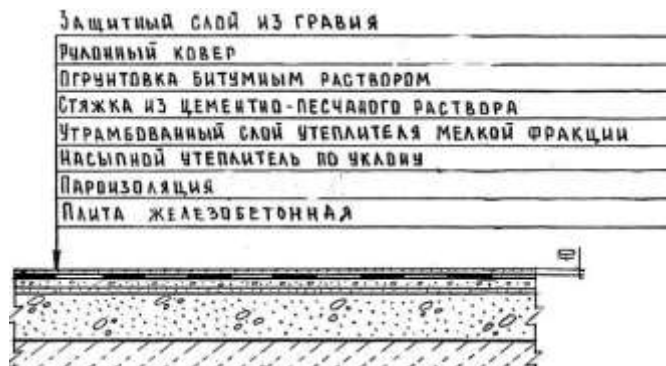 Защитный слой из гравия
Рулонный ковер
Огрунтовка битумным раствором
Стяжка из цементно-песчаного раствора
Утрамбованный слой утеплителя мелкой фракции
Насыпной утеплитель по уклону
Пароизоляция
Плита железобетонная